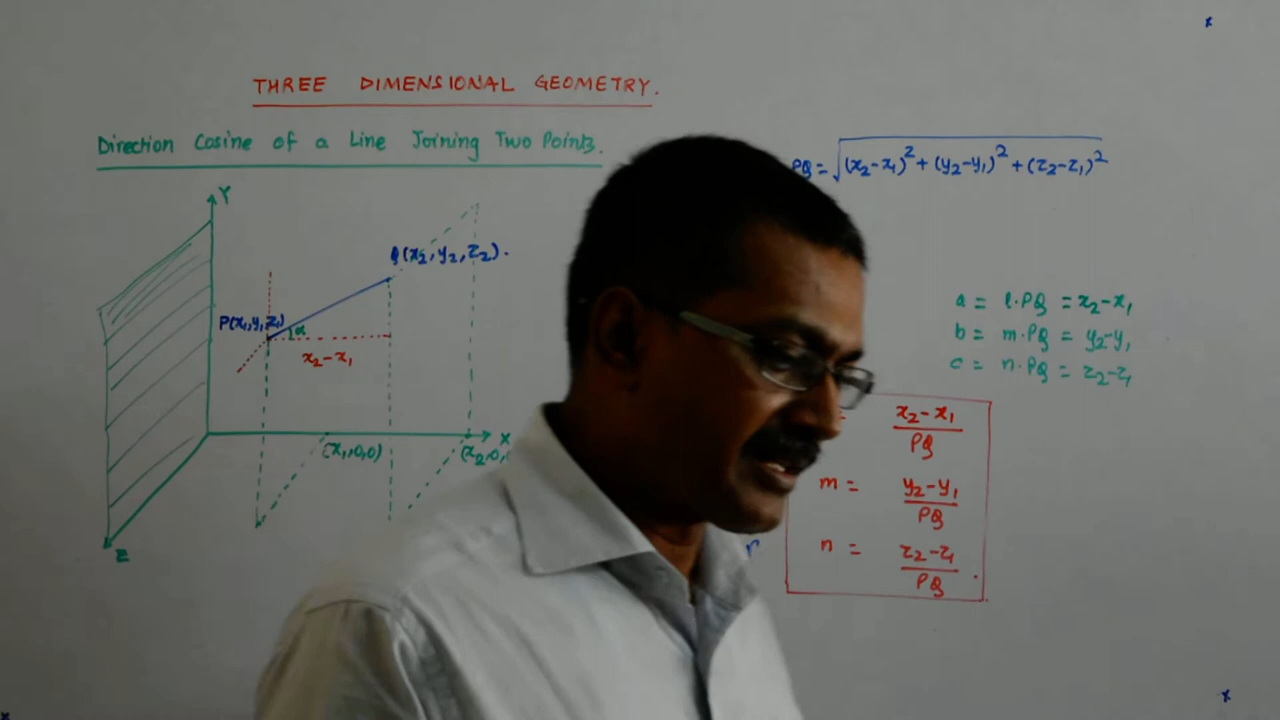 THREE DIMENSIONAL GEOMETRY.
Direction Cosine of a Line Joining Two Points.
PQ = √(x₂-x₁)²+(y₂-y₁)²+(z₂-z₁)²
Y
Q(x₂,y₂,z₂).
P(x₁,y₁,z₁)
α
x₂-x₁
X
(x₁,0,0)
(x₂,0,
Z
a = l.PQ = x₂-x₁
b = m.PQ = y₂-y₁
c = n.PQ = z₂-z₁
= x₂-x₁
PQ
m = y₂-y₁
PQ
n = z₂-z₁
PQ .
r